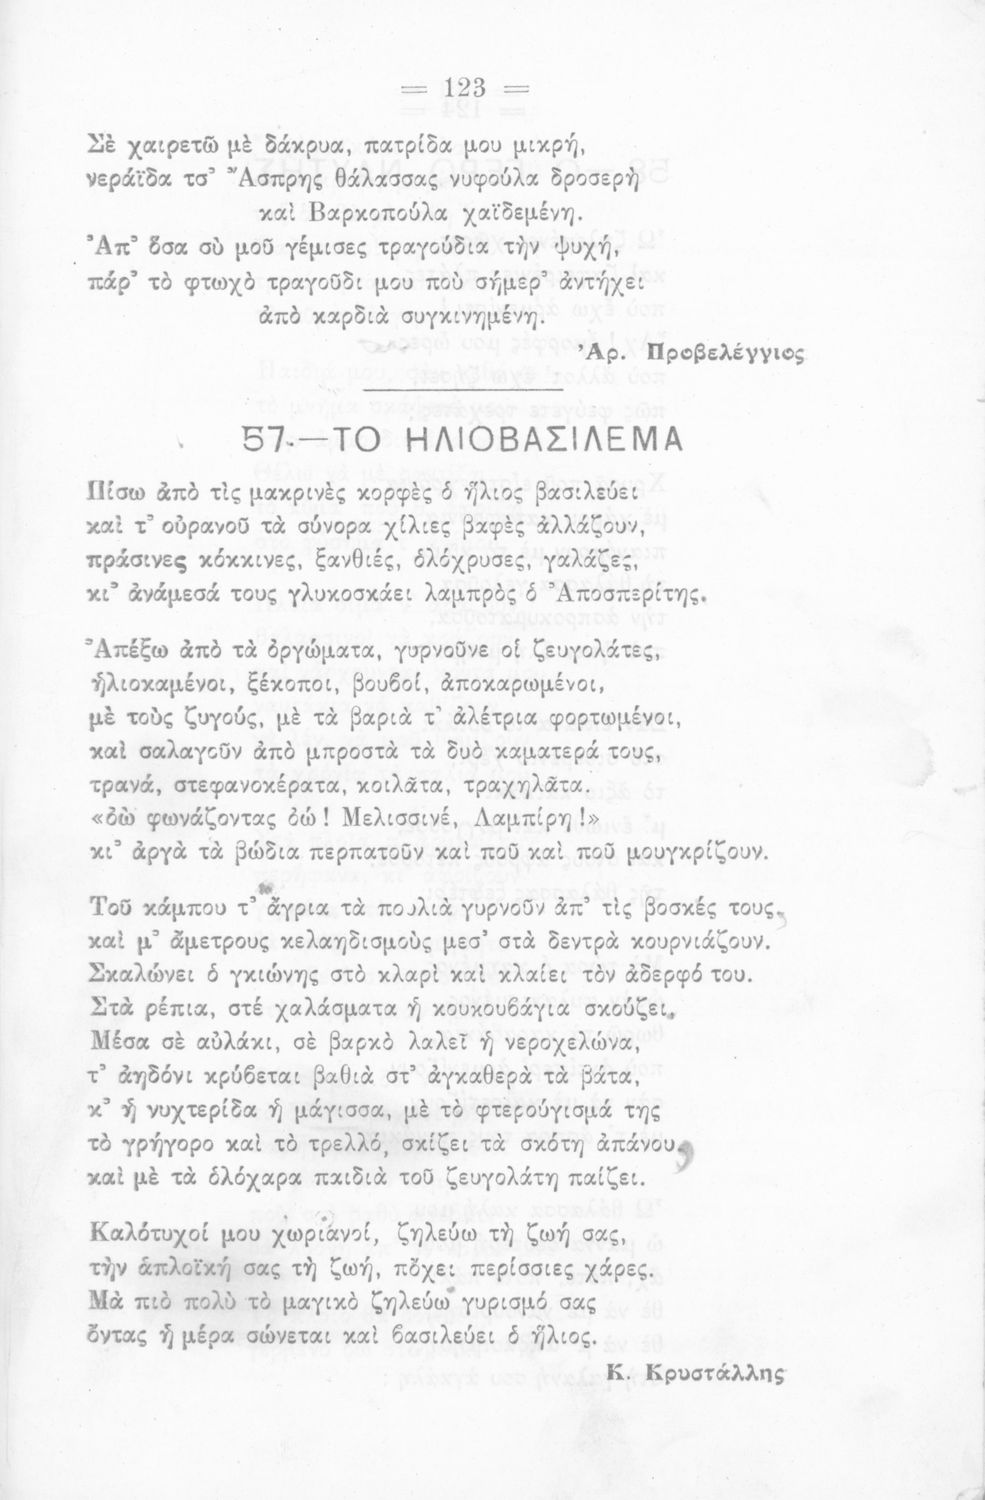 = 123 =
Σὲ χαιρετῶ μὲ δάκρυα, πατρίδα μου μικρή,
νεράϊδα τσ᾿ Ἄσπρης θάλασσας νυφούλα δροσερὴ
καὶ Βαρκοπούλα χαϊδεμένη.
Ἀπ᾿ ὅσα σὺ μοῦ γέμισες τραγούδια τὴν ψυχή,
πάρ᾿ τὸ φτωχὸ τραγοῦδι μου ποὺ σήμερ᾿ ἀντήχει
ἀπὸ καρδιὰ συγκινημένη.
Ἀρ. Προβελέγγιος
57.—ΤΟ ΗΛΙΟΒΑΣΙΛΕΜΑ
Πίσω ἀπὸ τὶς μακρινὲς κορφὲς ὁ ἥλιος βασιλεύει
καὶ τ᾿ οὐρανοῦ τὰ σύνορα χίλιες βαφὲς ἀλλάζουν,
πράσινες κόκκινες, ξανθιές, ὁλόχρυσες, γαλάζες,
κι᾿ ἀνάμεσά τους γλυκοσκάει λαμπρὸς ὁ Ἀποσπερίτης.
Ἀπέξω ἀπὸ τὰ ὀργώματα, γυρνοῦνε οἱ ζευγολάτες,
ἡλιοκαμένοι, ξέκοποι, βουβοί, ἀποκαρωμένοι,
μὲ τοὺς ζυγούς, μὲ τὰ βαριὰ τ᾿ ἀλέτρια φορτωμένοι,
καὶ σαλαγοῦν ἀπὸ μπροστὰ τὰ δυὸ καματερά τους,
τρανά, στεφανοκέρατα, κοιλᾶτα, τραχηλᾶτα.
«ὀὼ φωνάζοντας ὀώ! Μελισσινέ, Λαμπίρη!»
κι᾿ ἀργὰ τὰ βώδια περπατοῦν καὶ ποῦ καὶ ποῦ μουγκρίζουν.
Τοῦ κάμπου τ᾿ ἄγρια τὰ πουλιὰ γυρνοῦν ἀπ᾿ τὶς βοσκές τους,
καὶ μ᾿ ἄμετρους κελαηδισμοὺς μεσ᾿ στὰ δεντρὰ κουρνιάζουν.
Σκαλώνει ὁ γκιώνης στὸ κλαρὶ καὶ κλαίει τὸν ἀδερφό του.
Στὰ ρέπια, στέ χαλάσματα ἡ κουκουβάγια σκούζει,
Μέσα σὲ αὐλάκι, σὲ βαρκὸ λαλεῖ ἡ νεροχελώνα,
τ᾿ ἀηδόνι κρύβεται βαθιὰ στ᾿ ἀγκαθερὰ τὰ βάτα,
κ᾿ ἡ νυχτερίδα ἡ μάγισσα, μὲ τὸ φτερούγισμά της
τὸ γρήγορο καὶ τὸ τρελλό, σκίζει τὰ σκότη ἀπάνου,
καὶ μὲ τὰ ὁλόχαρα παιδιὰ τοῦ ζευγολάτη παίζει.
Καλότυχοί μου χωριανοί, ζηλεύω τὴ ζωή σας,
τὴν ἁπλοϊκή σας τὴ ζωή, πὄχει περίσσιες χάρες.
Μὰ πιὸ πολὺ τὸ μαγικὸ ζηλεύω γυρισμό σας
ὄντας ἡ μέρα σώνεται καὶ βασιλεύει ὁ ἥλιος.
Κ. Κρυστάλλης